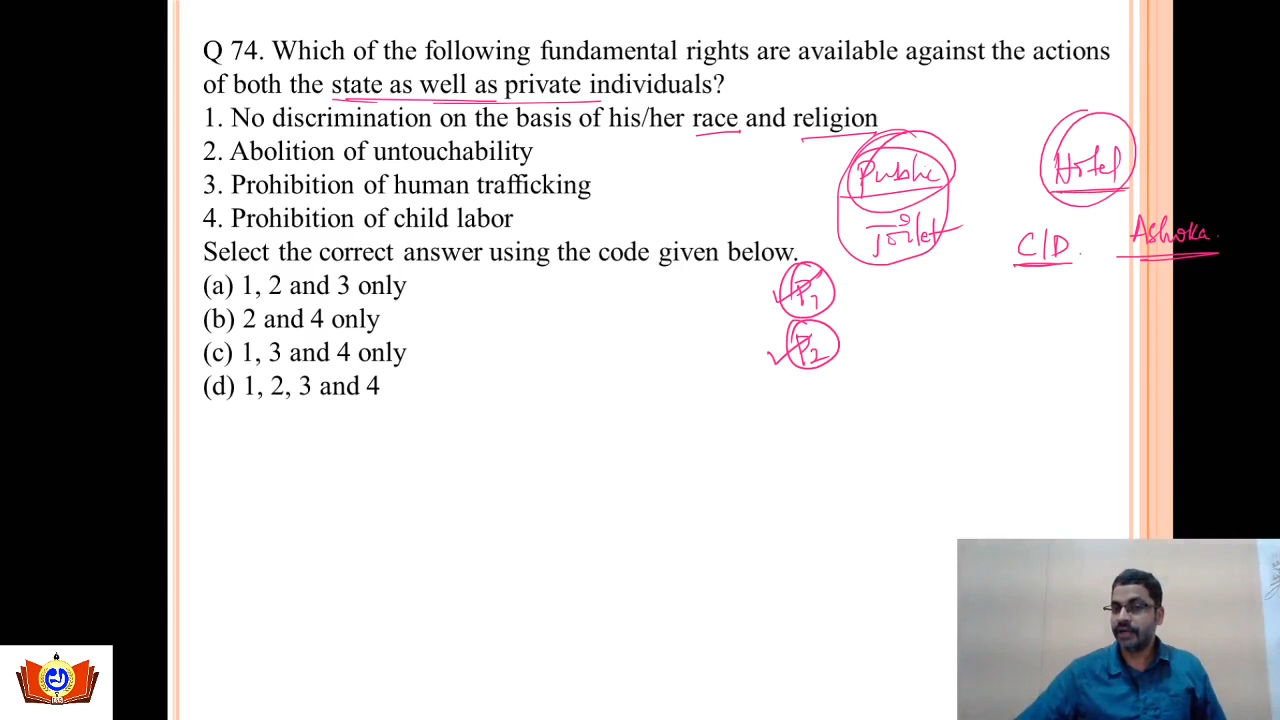 Q 74. Which of the following fundamental rights are available against the actions
of both the state as well as private individuals?
1. No discrimination on the basis of his/her race and religion
2. Abolition of untouchability
3. Prohibition of human trafficking
4. Prohibition of child labor
Select the correct answer using the code given below.
(a) 1, 2 and 3 only
(b) 2 and 4 only
(c) 1, 3 and 4 only
(d) 1, 2, 3 and 4
Public
Toilet
Hotel
C/D.
Ashoka.
P1
P2